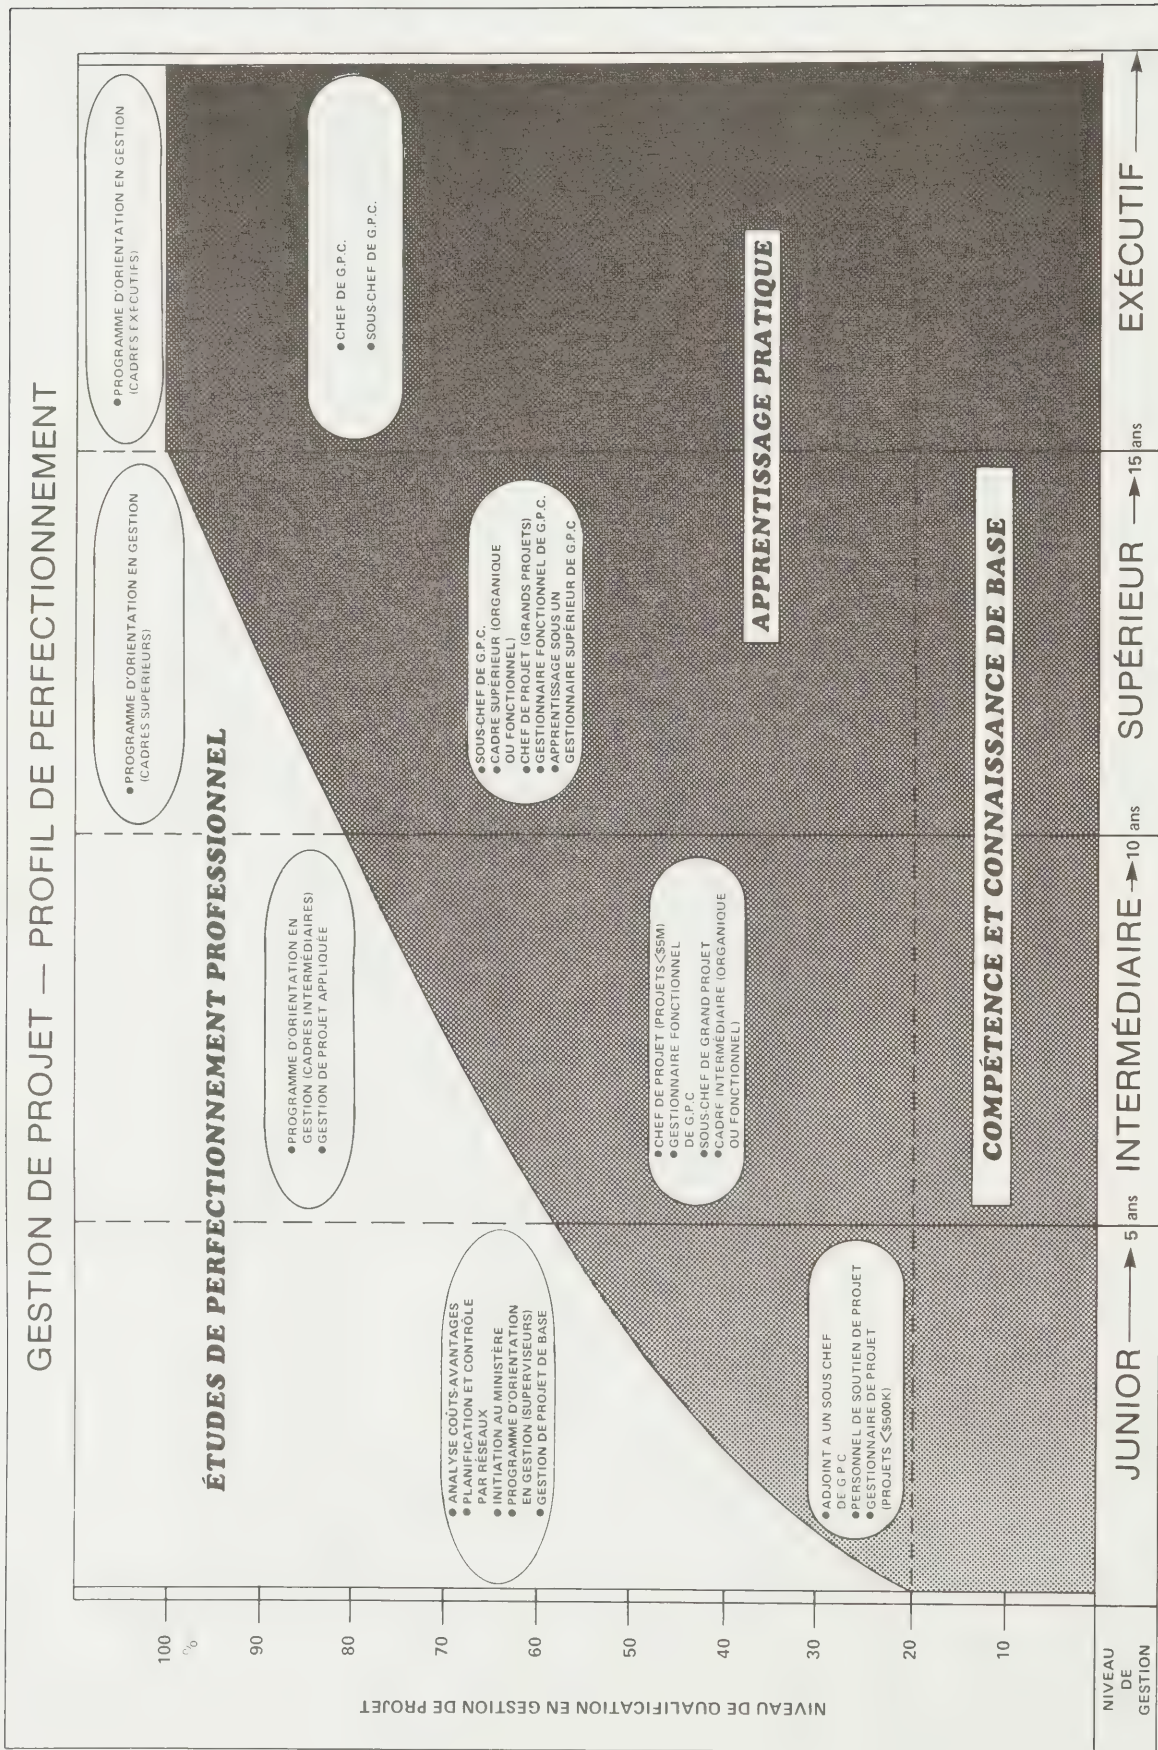 GESTION DE PROJET — PROFIL DE PERFECTIONNEMENT
NIVEAU DE QUALIFICATION EN GESTION DE PROJET
100
%
90
80
70
60
50
40
30
20
10
ÉTUDES DE PERFECTIONNEMENT PROFESSIONNEL
● ANALYSE COÛTS-AVANTAGES
● PLANIFICATION ET CONTRÔLE
PAR RÉSEAUX
● INITIATION AU MINISTÈRE
● PROGRAMME D'ORIENTATION
EN GESTION (SUPERVISEURS)
● GESTION DE PROJET DE BASE
● PROGRAMME D'ORIENTATION EN
GESTION (CADRES INTERMÉDIAIRES)
● GESTION DE PROJET APPLIQUÉE
● PROGRAMME D'ORIENTATION EN GESTION
(CADRES SUPÉRIEURS)
● PROGRAMME D'ORIENTATION EN GESTION
(CADRES EXÉCUTIFS)
● ADJOINT A UN SOUS CHEF
DE G P C
● PERSONNEL DE SOUTIEN DE PROJET
● GESTIONNAIRE DE PROJET
(PROJETS <$500K)
● CHEF DE PROJET (PROJETS <$5M)
● GESTIONNAIRE FONCTIONNEL
DE G.P.C
● SOUS-CHEF DE GRAND PROJET
● CADRE INTERMÉDIAIRE (ORGANIQUE
OU FONCTIONNEL)
● SOUS-CHEF DE G.P.C.
● CADRE SUPÉRIEUR (ORGANIQUE
OU FONCTIONNEL)
● CHEF DE PROJET (GRANDS PROJETS)
● GESTIONNAIRE FONCTIONNEL DE G.P.C.
● APPRENTISSAGE SOUS UN
GESTIONNAIRE SUPÉRIEUR DE G.P.C
● CHEF DE G.P.C.
● SOUS-CHEF DE G.P.C.
APPRENTISSAGE PRATIQUE
COMPÉTENCE ET CONNAISSANCE DE BASE
NIVEAU
DE
GESTION
JUNIOR → 5 ans INTERMÉDIAIRE → 10 ans SUPÉRIEUR → 15 ans EXÉCUTIF →